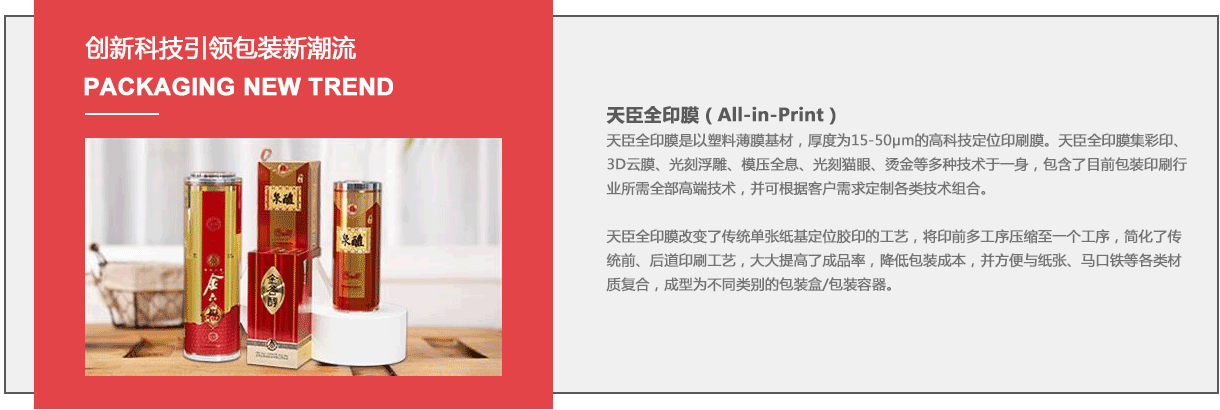 创新科技引领包装新潮流
PACKAGING NEW TREND
天臣全印膜（All-in-Print）
天臣全印膜是以塑料薄膜基材，厚度为15-50μm的高科技定位印刷膜。天臣全印膜集彩印、
3D云膜、光刻浮雕、模压全息、光刻猫眼、烫金等多种技术于一身，包含了目前包装印刷行
业所需全部高端技术，并可根据客户需求定制各类技术组合。
天臣全印膜改变了传统单张纸基定位胶印的工艺，将印前多工序压缩至一个工序，简化了传
统前、后道印刷工艺，大大提高了成品率，降低包装成本，并方便与纸张、马口铁等各类材
质复合，成型为不同类别的包装盒/包装容器。